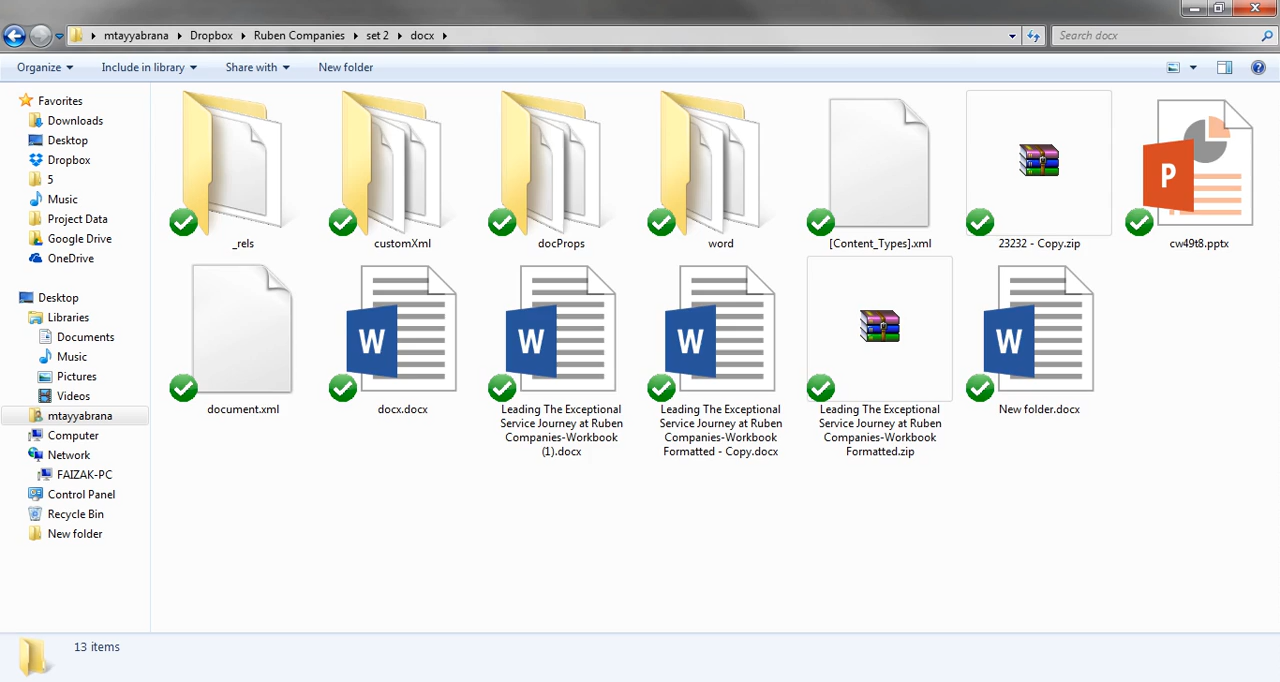 mtayyabrana Dropbox Ruben Companies set 2 docx
Search docx
Organize Include in library Share with New folder
Favorites
Downloads
Desktop
Dropbox
5
Music
Project Data
Google Drive
OneDrive
Desktop
Libraries
Documents
Music
Pictures
Videos
mtayyabrana
Computer
Network
FAIZAK-PC
Control Panel
Recycle Bin
New folder
_rels
customXml
docProps
word
[Content_Types].xml
23232 - Copy.zip
P
cw49t8.pptx
document.xml
W
docx.docx
W
Leading The Exceptional
Service Journey at Ruben
Companies-Workbook
(1).docx
W
Leading The Exceptional
Service Journey at Ruben
Companies-Workbook
Formatted - Copy.docx
Leading The Exceptional
Service Journey at Ruben
Companies-Workbook
Formatted.zip
W
New folder.docx
13 items